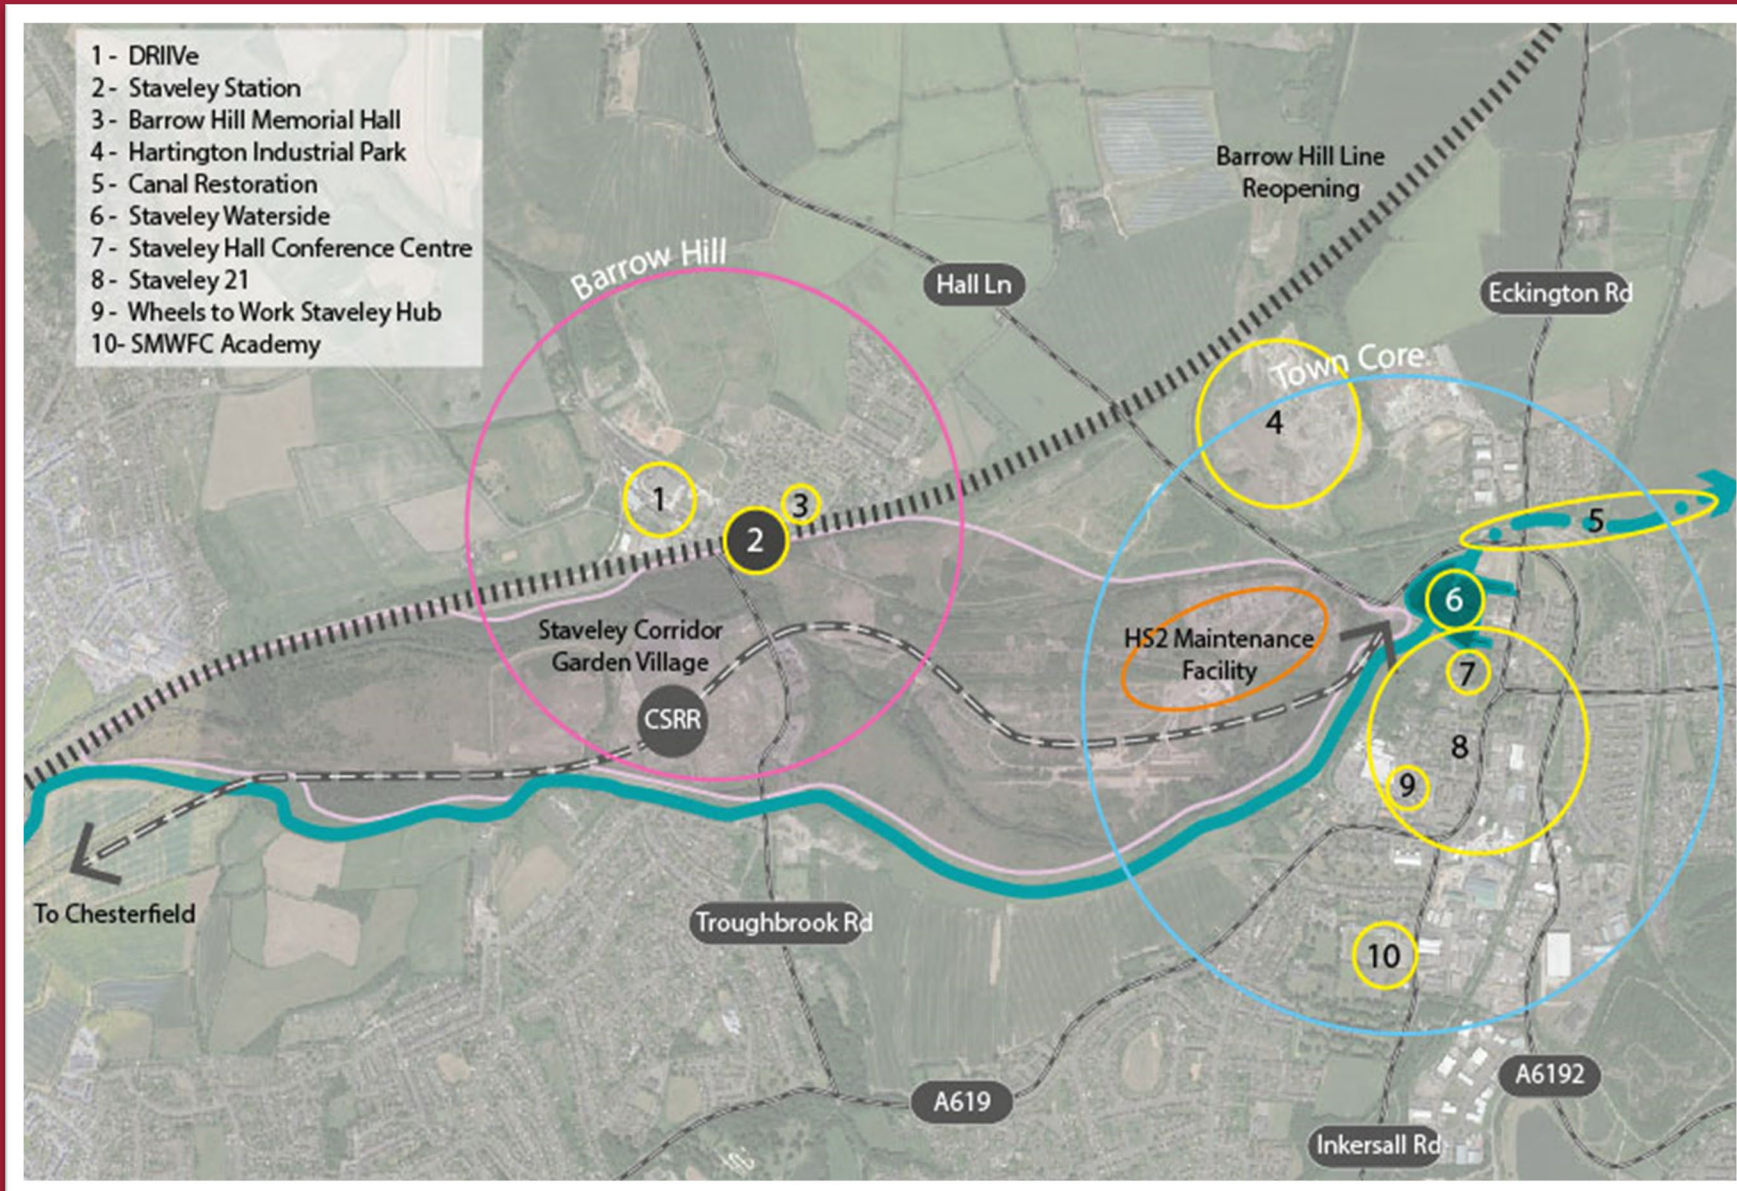 1 - DRIIVe
2 - Staveley Station
3 - Barrow Hill Memorial Hall
4 - Hartington Industrial Park
5 - Canal Restoration
6 - Staveley Waterside
7 - Staveley Hall Conference Centre
8 - Staveley 21
9 - Wheels to Work Staveley Hub
10- SMWFC Academy
Barrow Hill Line
Reopening
Barrow Hill
Hall Ln
Eckington Rd
Town Core
4
1
3
2
5
6
Staveley Corridor
Garden Village
HS2 Maintenance
Facility
7
CSRR
8
9
To Chesterfield
Troughbrook Rd
10
A619
A6192
Inkersall Rd